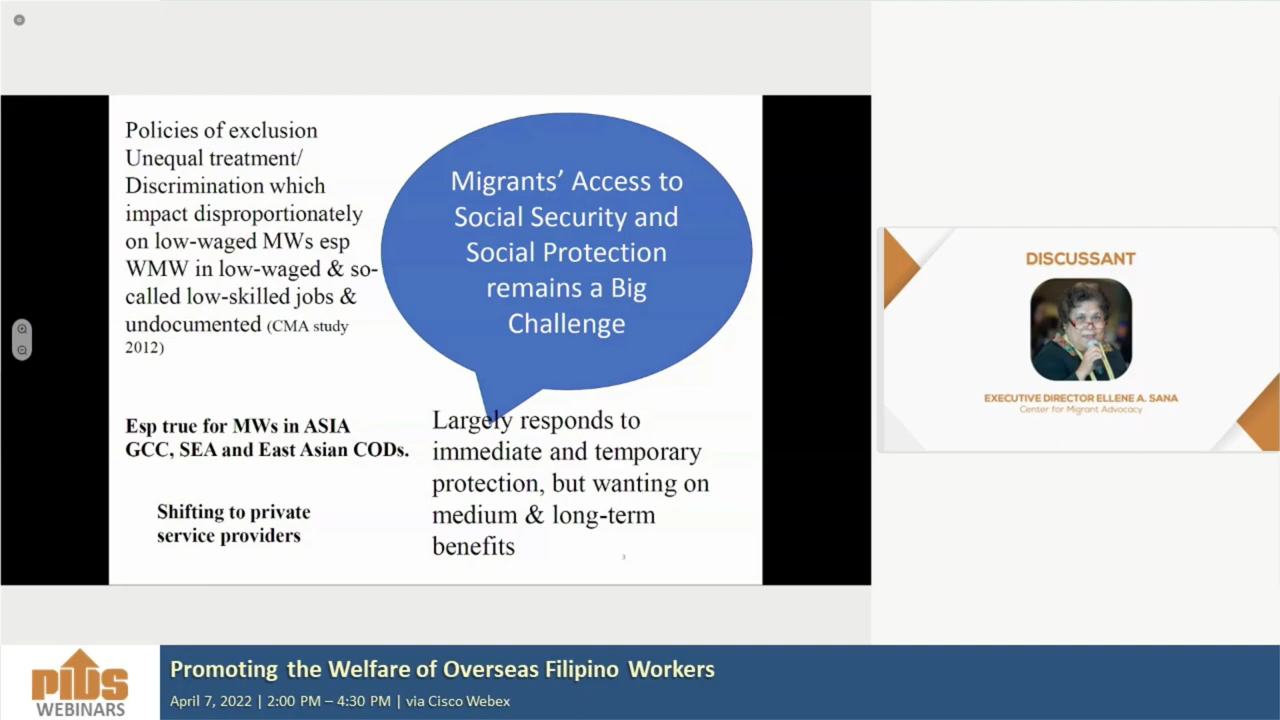 Policies of exclusion
Unequal treatment/
Discrimination which
impact disproportionately
on low-waged MWs esp
WMW in low-waged & so-
called low-skilled jobs &
undocumented (CMA study
2012)
Migrants’ Access to
Social Security and
Social Protection
remains a Big
Challenge
Esp true for MWs in ASIA
GCC, SEA and East Asian CODs.
Shifting to private
service providers
Largely responds to
immediate and temporary
protection, but wanting on
medium & long-term
benefits
3
DISCUSSANT
EXECUTIVE DIRECTOR ELLENE A. SANA
Center for Migrant Advocacy
PIDS
WEBINARS
Promoting the Welfare of Overseas Filipino Workers
April 7, 2022 | 2:00 PM – 4:30 PM | via Cisco Webex